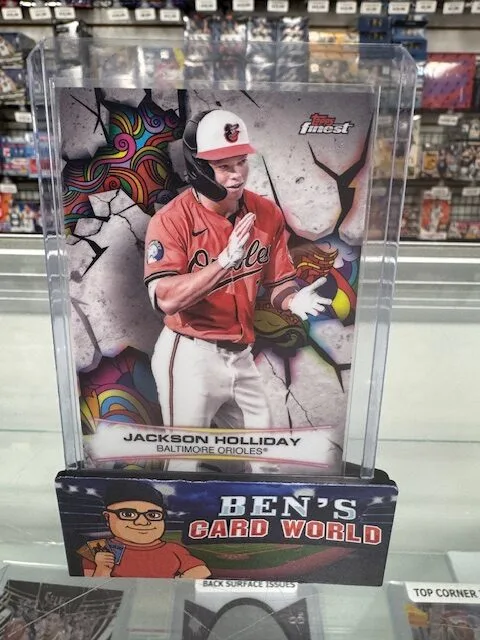 Topps
finest
Orioles
JACKSON HOLLIDAY
BALTIMORE ORIOLES®
BEN'S
CARD WORLD
BACK SURFACE ISSUES
TOP CORNER